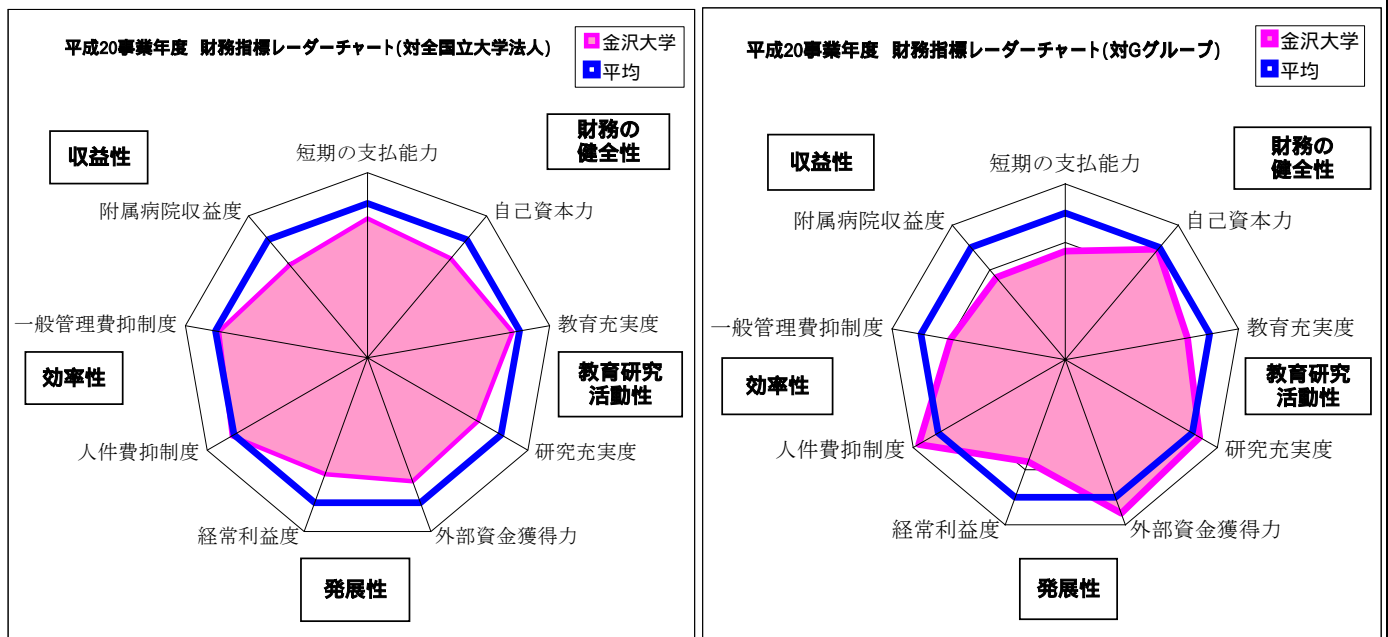 平成20事業年度 財務指標レーダーチャート(対全国立大学法人)
金沢大学
平均
収益性
財務の
健全性
短期の支払能力
附属病院収益度
自己資本力
一般管理費抑制度
教育充実度
効率性
教育研究
活動性
人件費抑制度
研究充実度
経常利益度
外部資金獲得力
発展性
平成20事業年度 財務指標レーダーチャート(対Gグループ)
金沢大学
平均
収益性
財務の
健全性
短期の支払能力
附属病院収益度
自己資本力
一般管理費抑制度
教育充実度
効率性
教育研究
活動性
人件費抑制度
研究充実度
経常利益度
外部資金獲得力
発展性